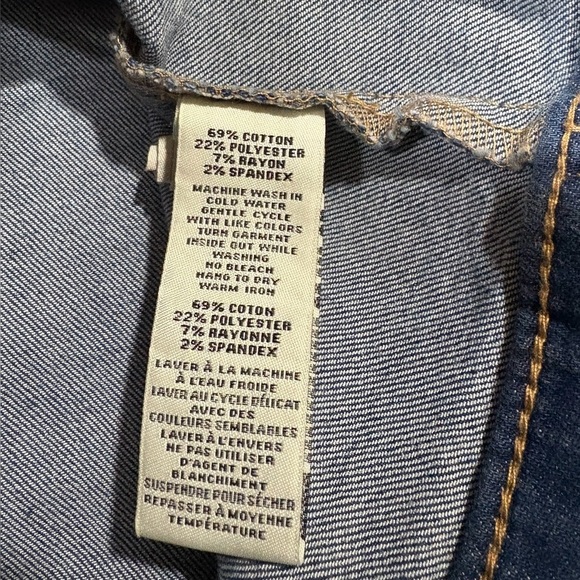 69% COTTON
22% POLYESTER
7% RAYON
2% SPANDEX
MACHINE WASH IN
COLD WATER
GENTLE CYCLE
WITH LIKE COLORS
TURN GARMENT
INSIDE OUT WHILE
WASHING
NO BLEACH
HANG TO DRY
WARM IRON
69% COTON
22% POLYESTER
7% RAYONNE
2% SPANDEX
LAVER À LA MACHINE
À L'EAU FROIDE
LAVER AU CYCLE DÉLICAT
AVEC DES
COULEURS SEMBLABLES
LAVER À L'ENVERS
NE PAS UTILISER
D'AGENT DE
BLANCHIMENT
SUSPENDRE POUR SÉCHER
REPASSER À MOYENNE
TEMPÉRATURE